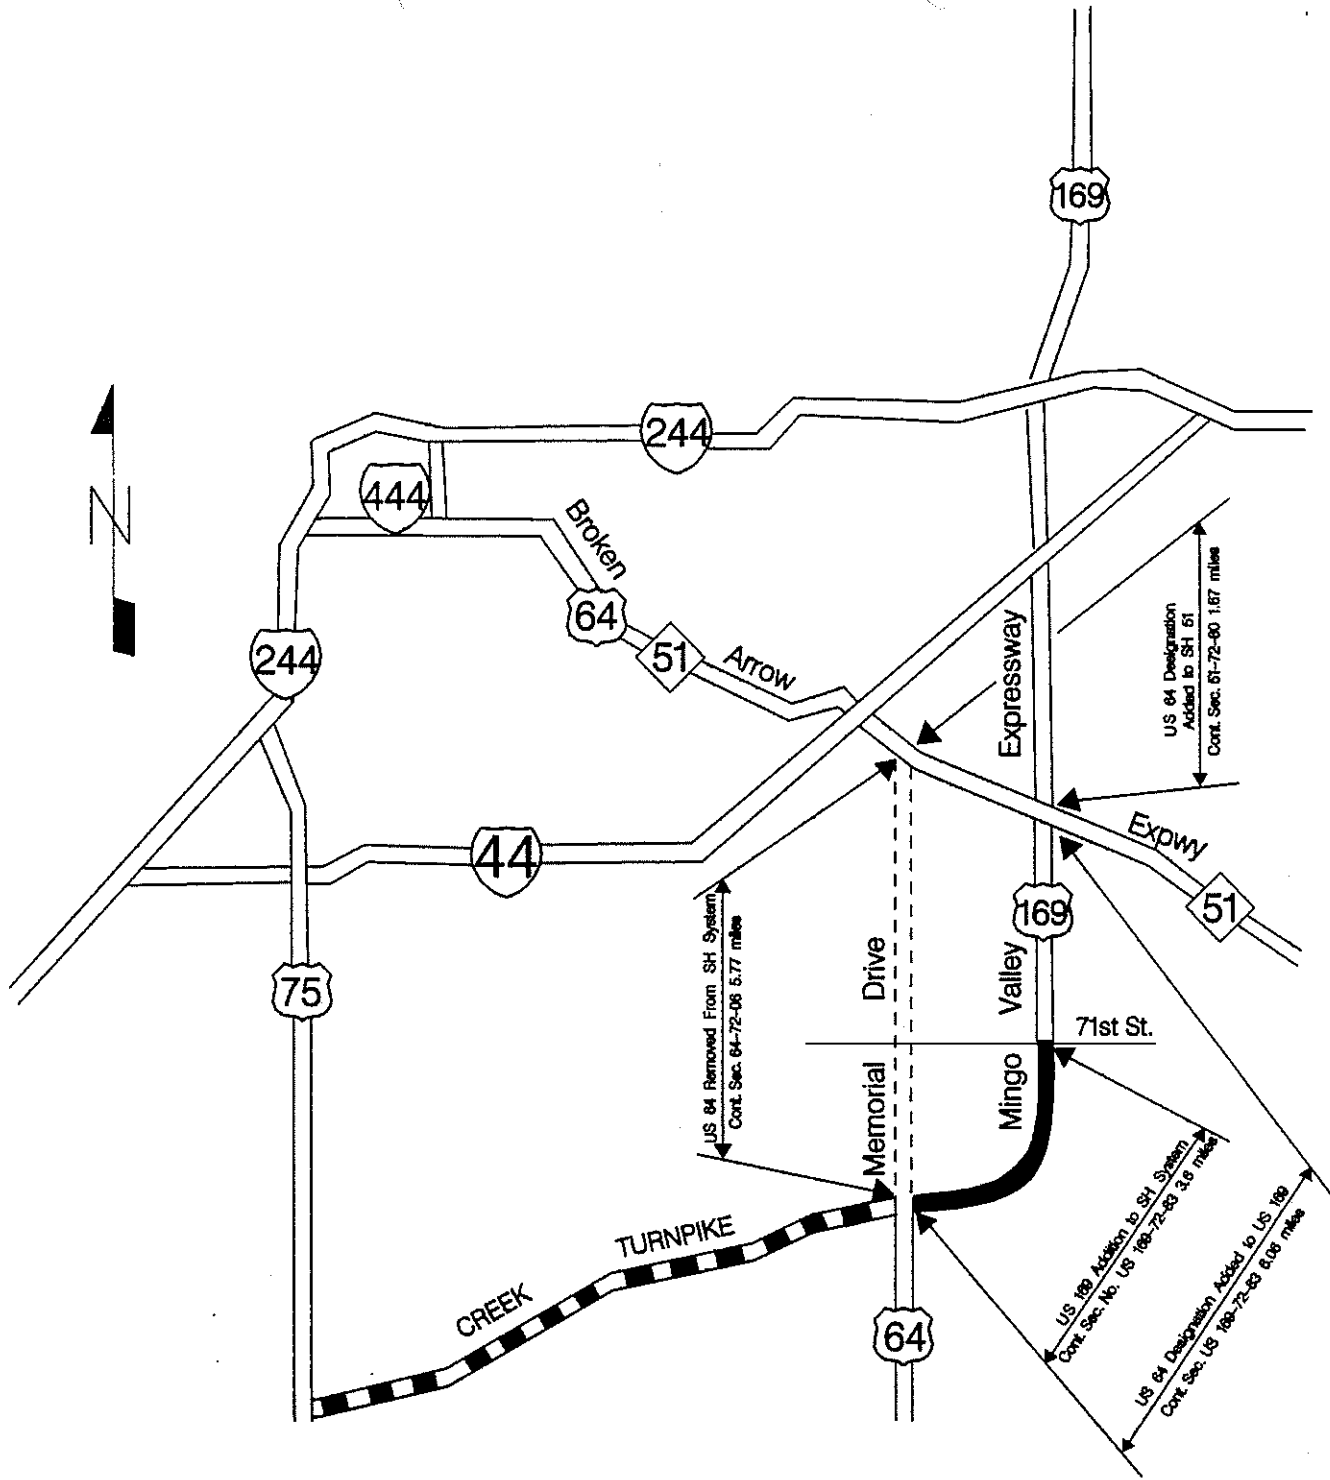 169
244
444
N
Broken
64
51
Arrow
244
Expressway
US 64 Designation
Added to SH 51
Cont. Sec. 51-72-80 1.67 miles
Expwy
51
44
169
US 64 Removed From SH System
Cont. Sec. 64-72-06 5.77 miles
Memorial Drive
Mingo Valley
75
71st St.
CREEK TURNPIKE
64
US 169 Addition to SH System
Cont. Sec. No. US 169-72-83 3.6 miles
US 64 Designation Added to US 169
Cont. Sec. US 169-72-83 6.06 miles